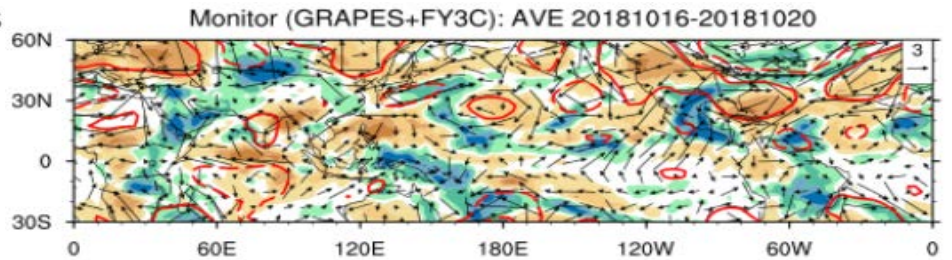 Monitor (GRAPES+FY3C): AVE 20181016-20181020
60N
3
30N
0
30S
0 60E 120E 180E 120W 60W 0